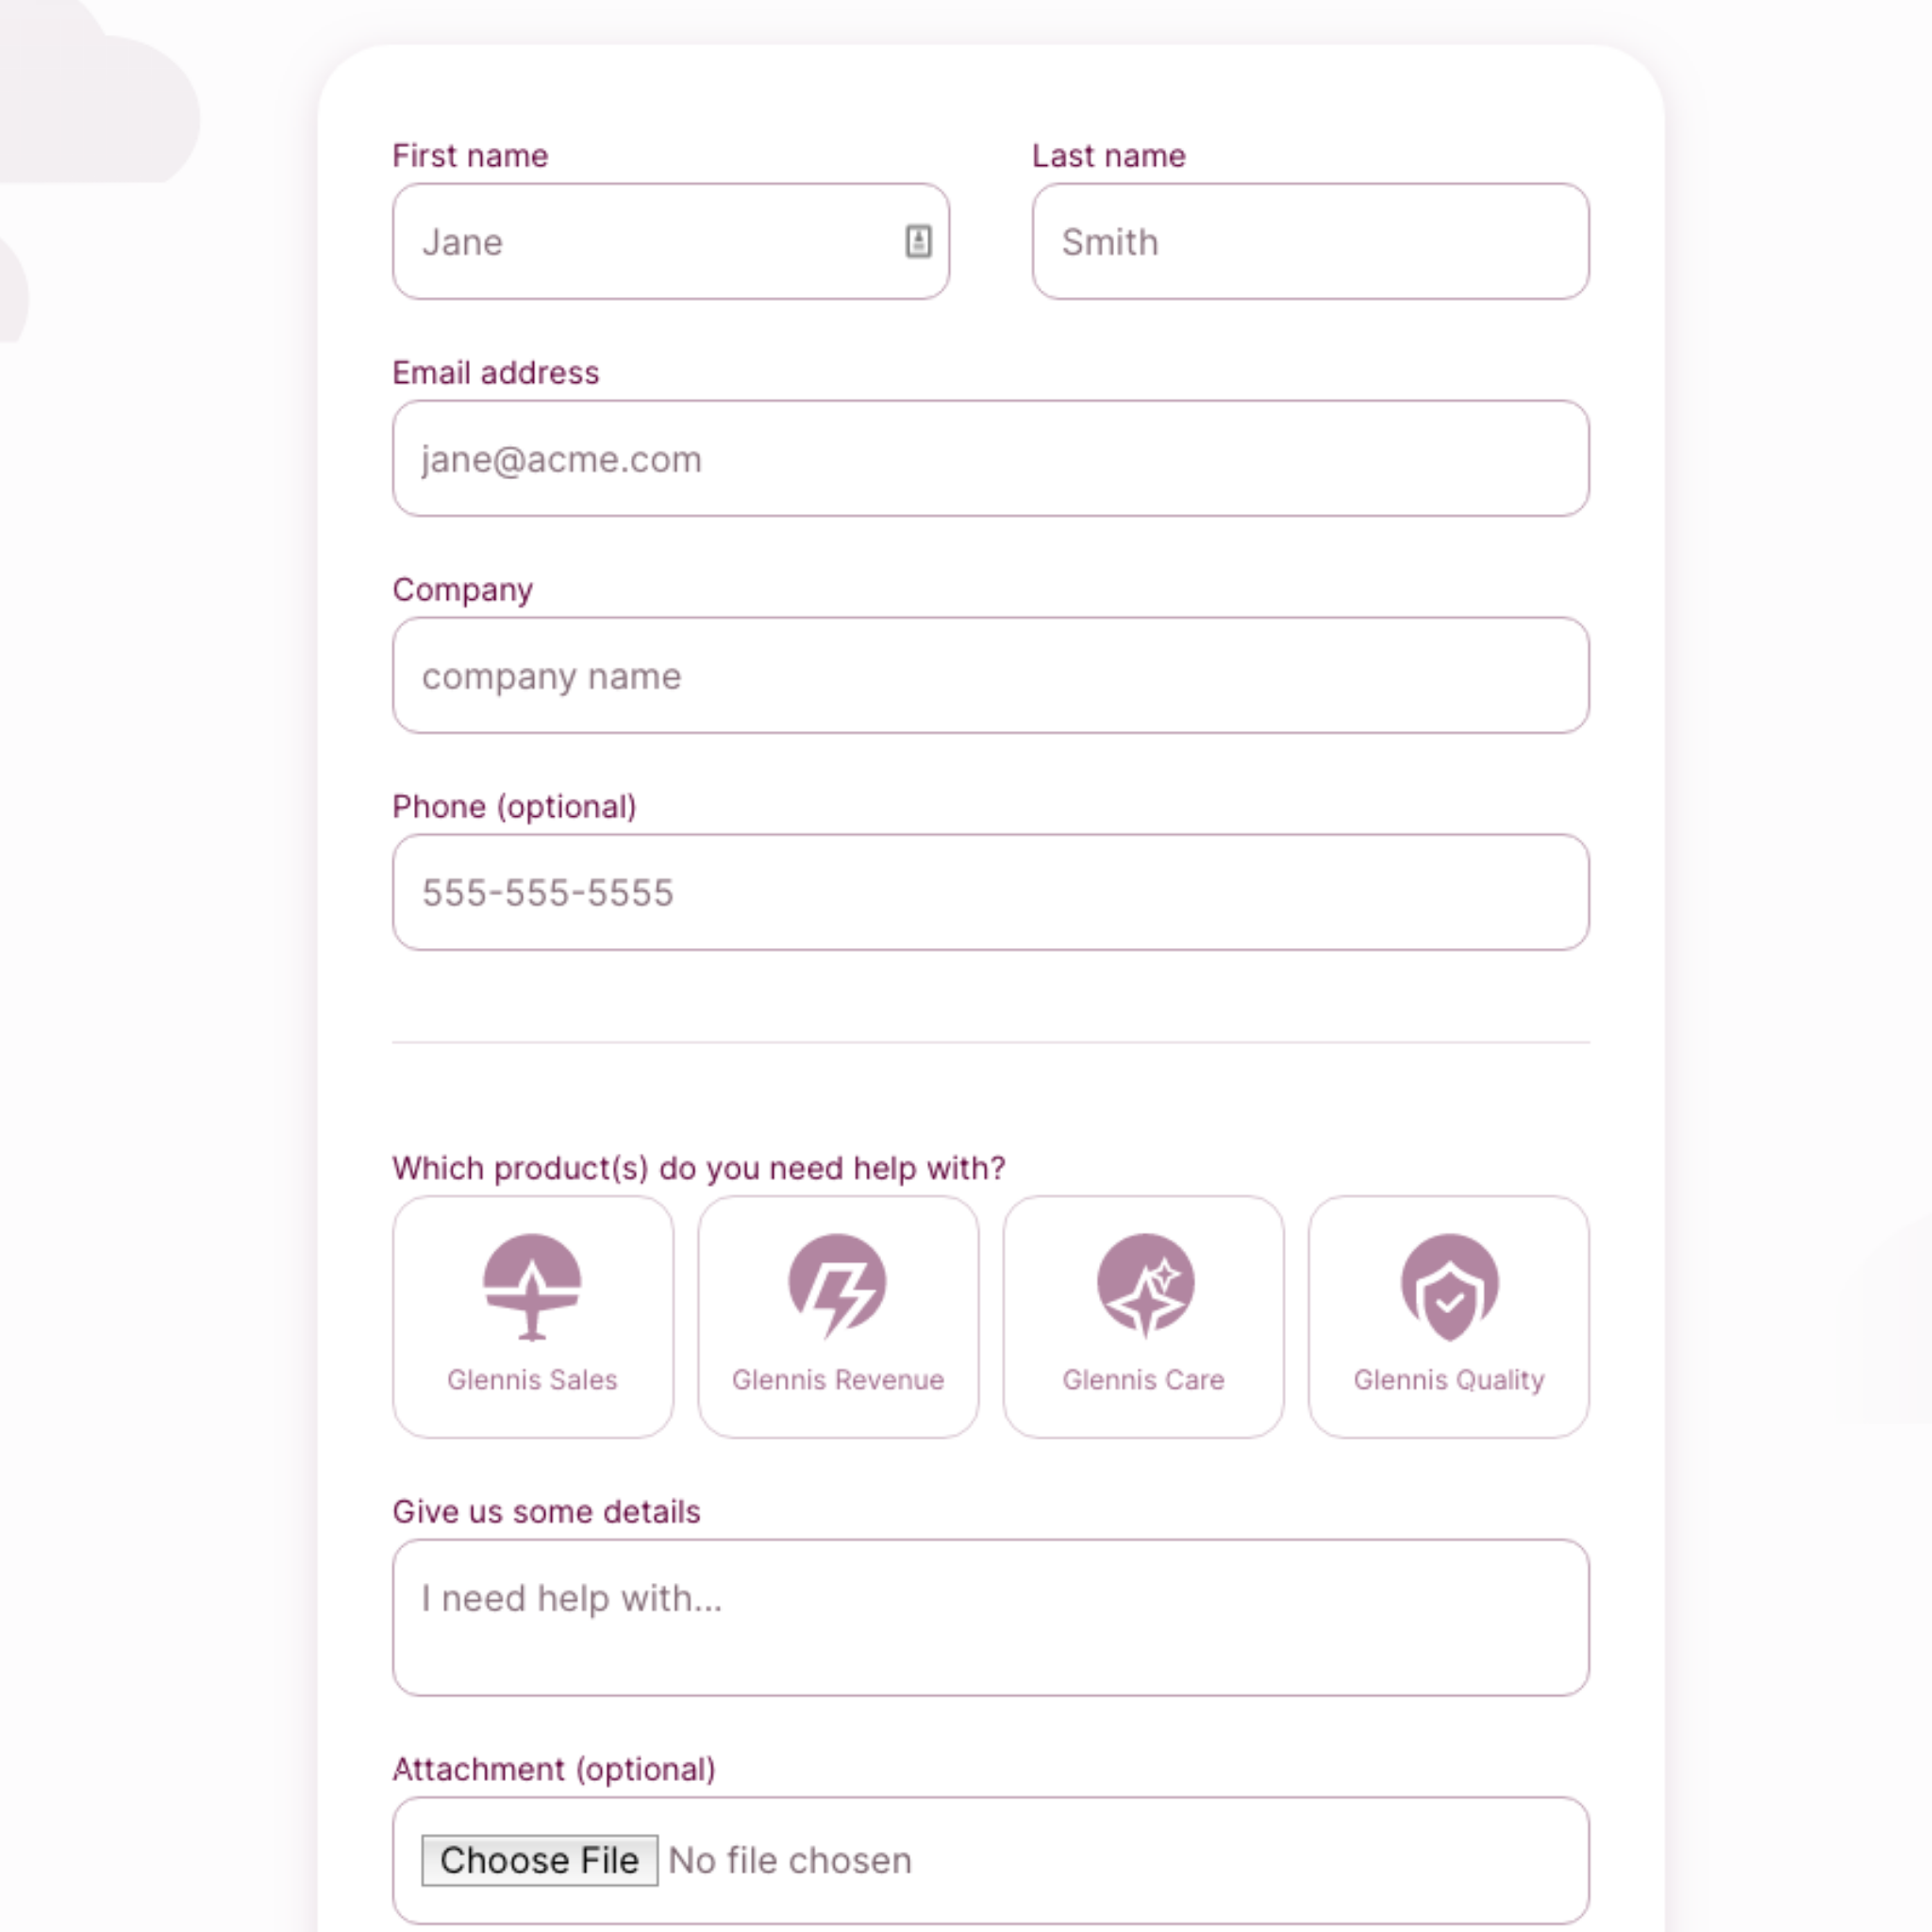 First name
Last name
Jane
Smith
Email address
jane@acme.com
Company
company name
Phone (optional)
555-555-5555
Which product(s) do you need help with?
Glennis Sales
Glennis Revenue
Glennis Care
Glennis Quality
Give us some details
I need help with...
Attachment (optional)
Choose File No file chosen